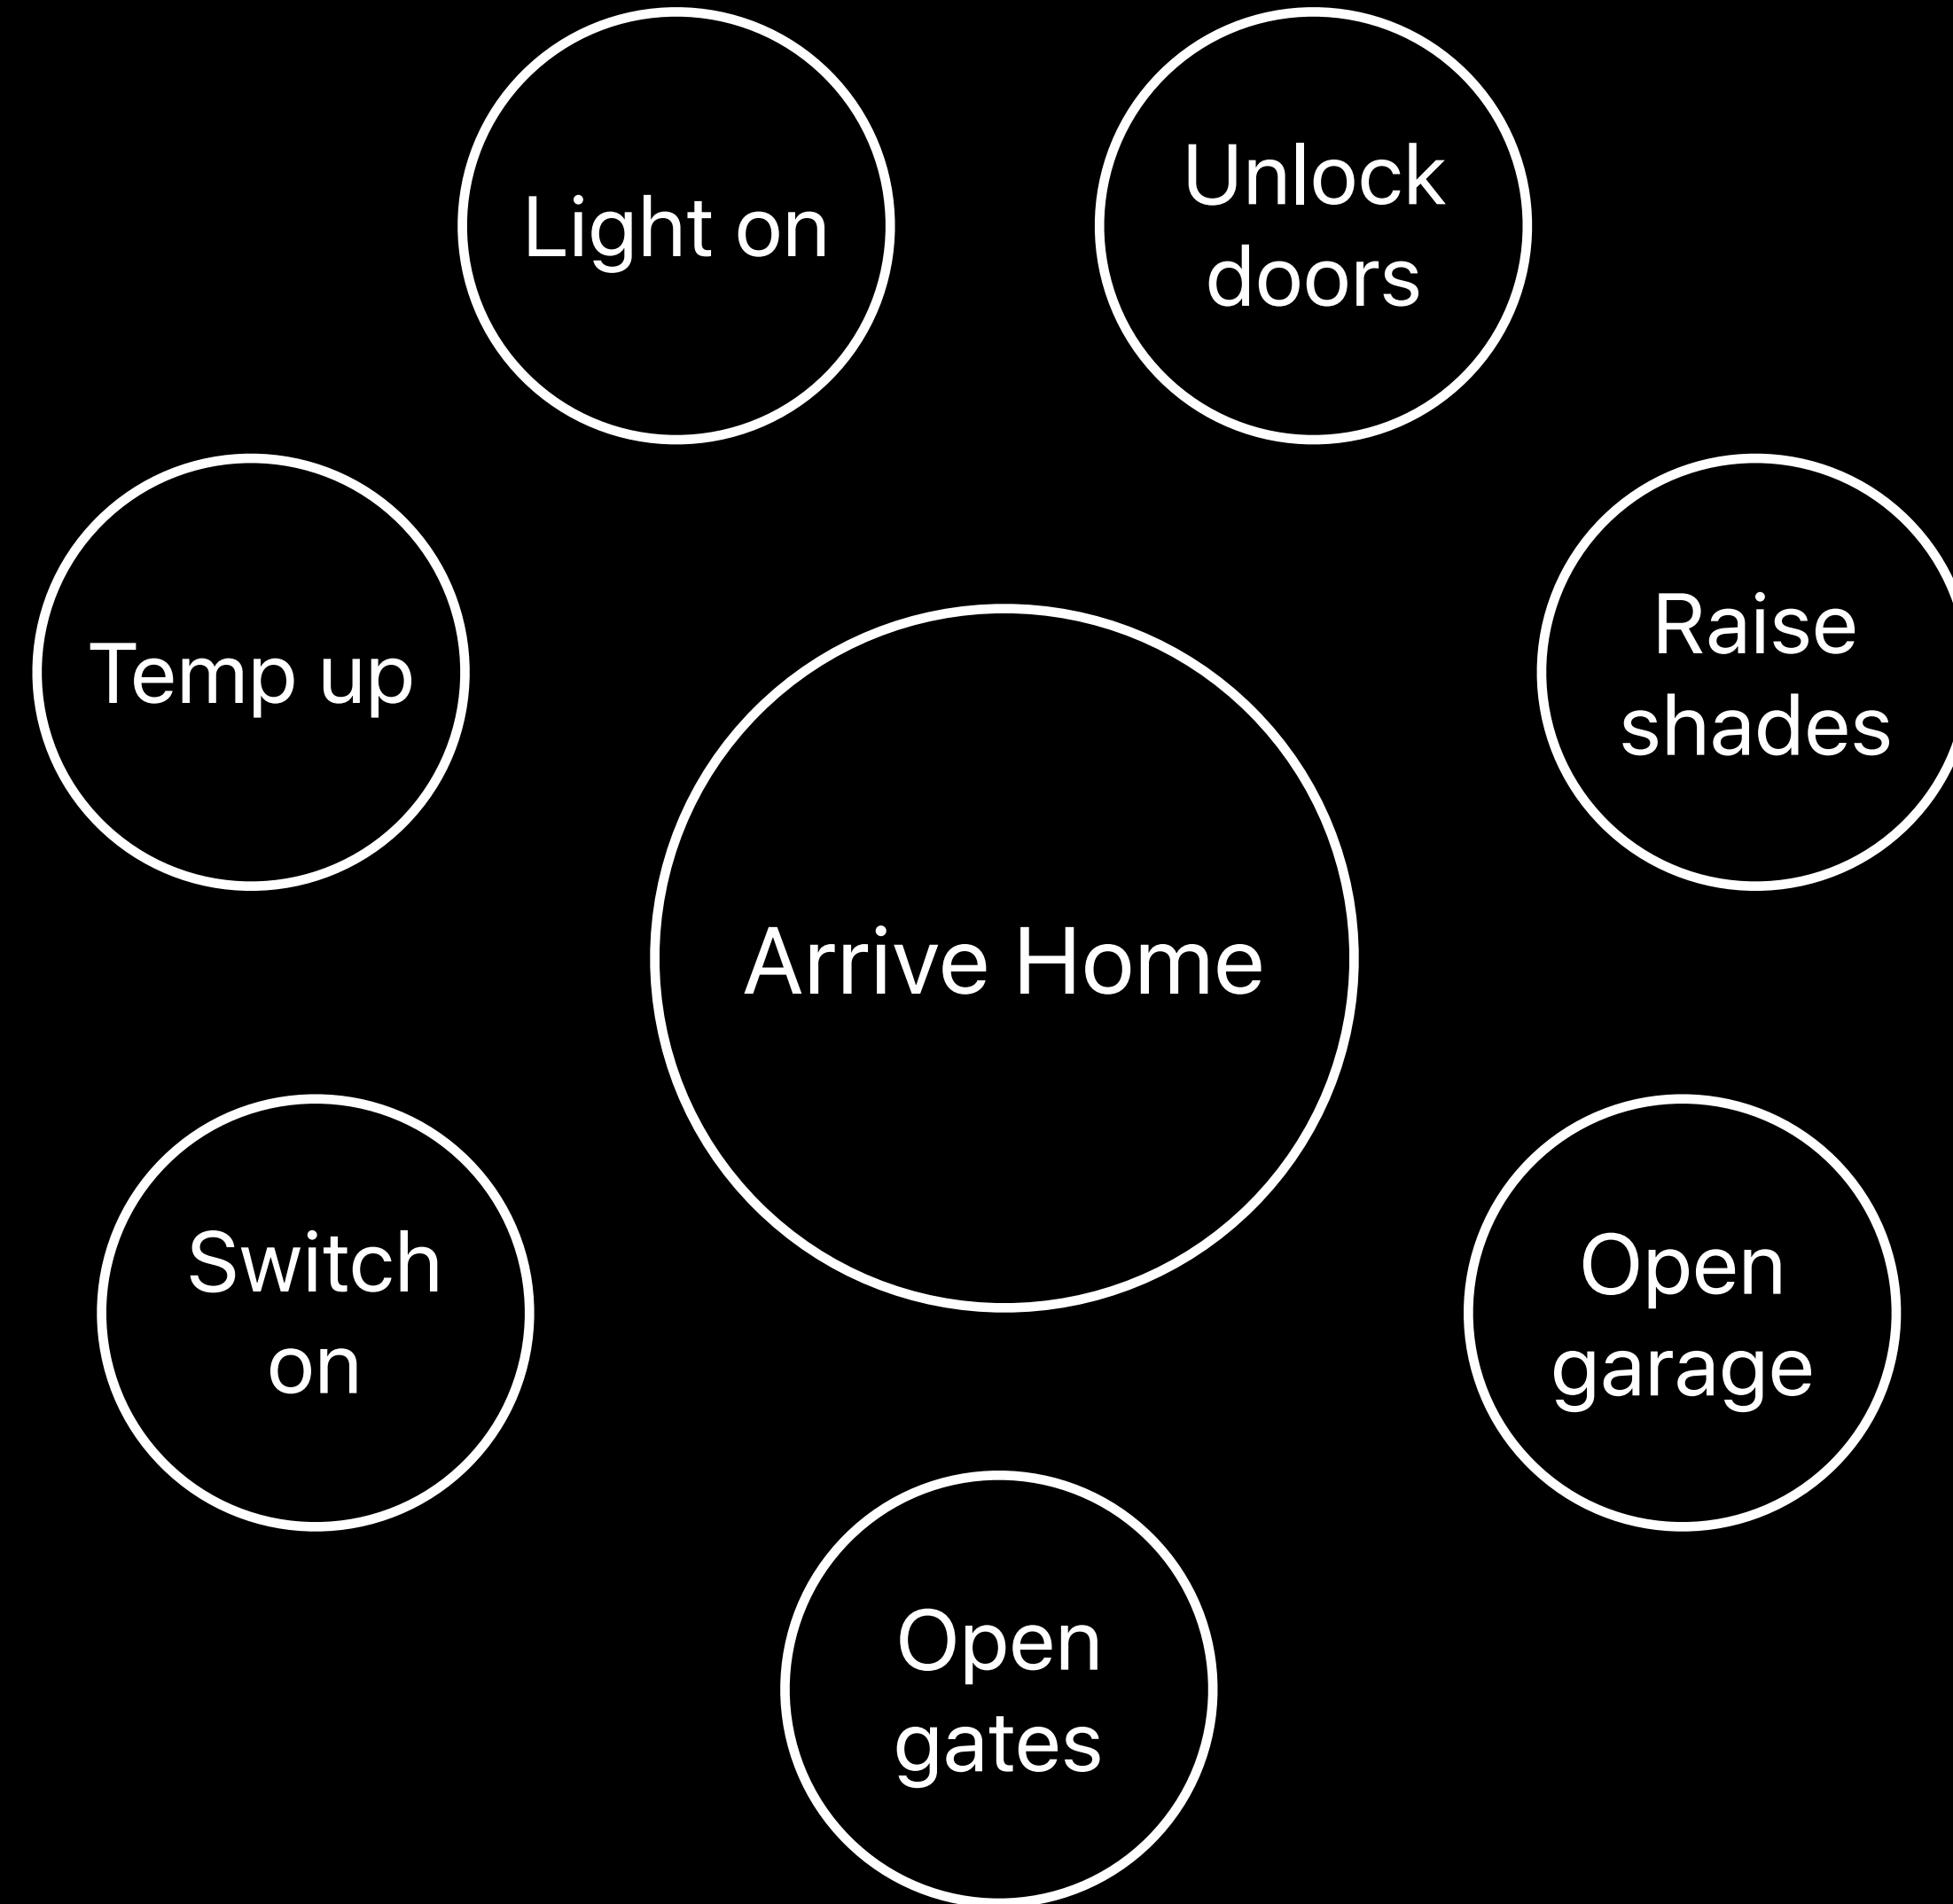 Light on
Unlock
doors
Temp up
Raise
shades
Arrive Home
Switch
on
Open
garage
Open
gates